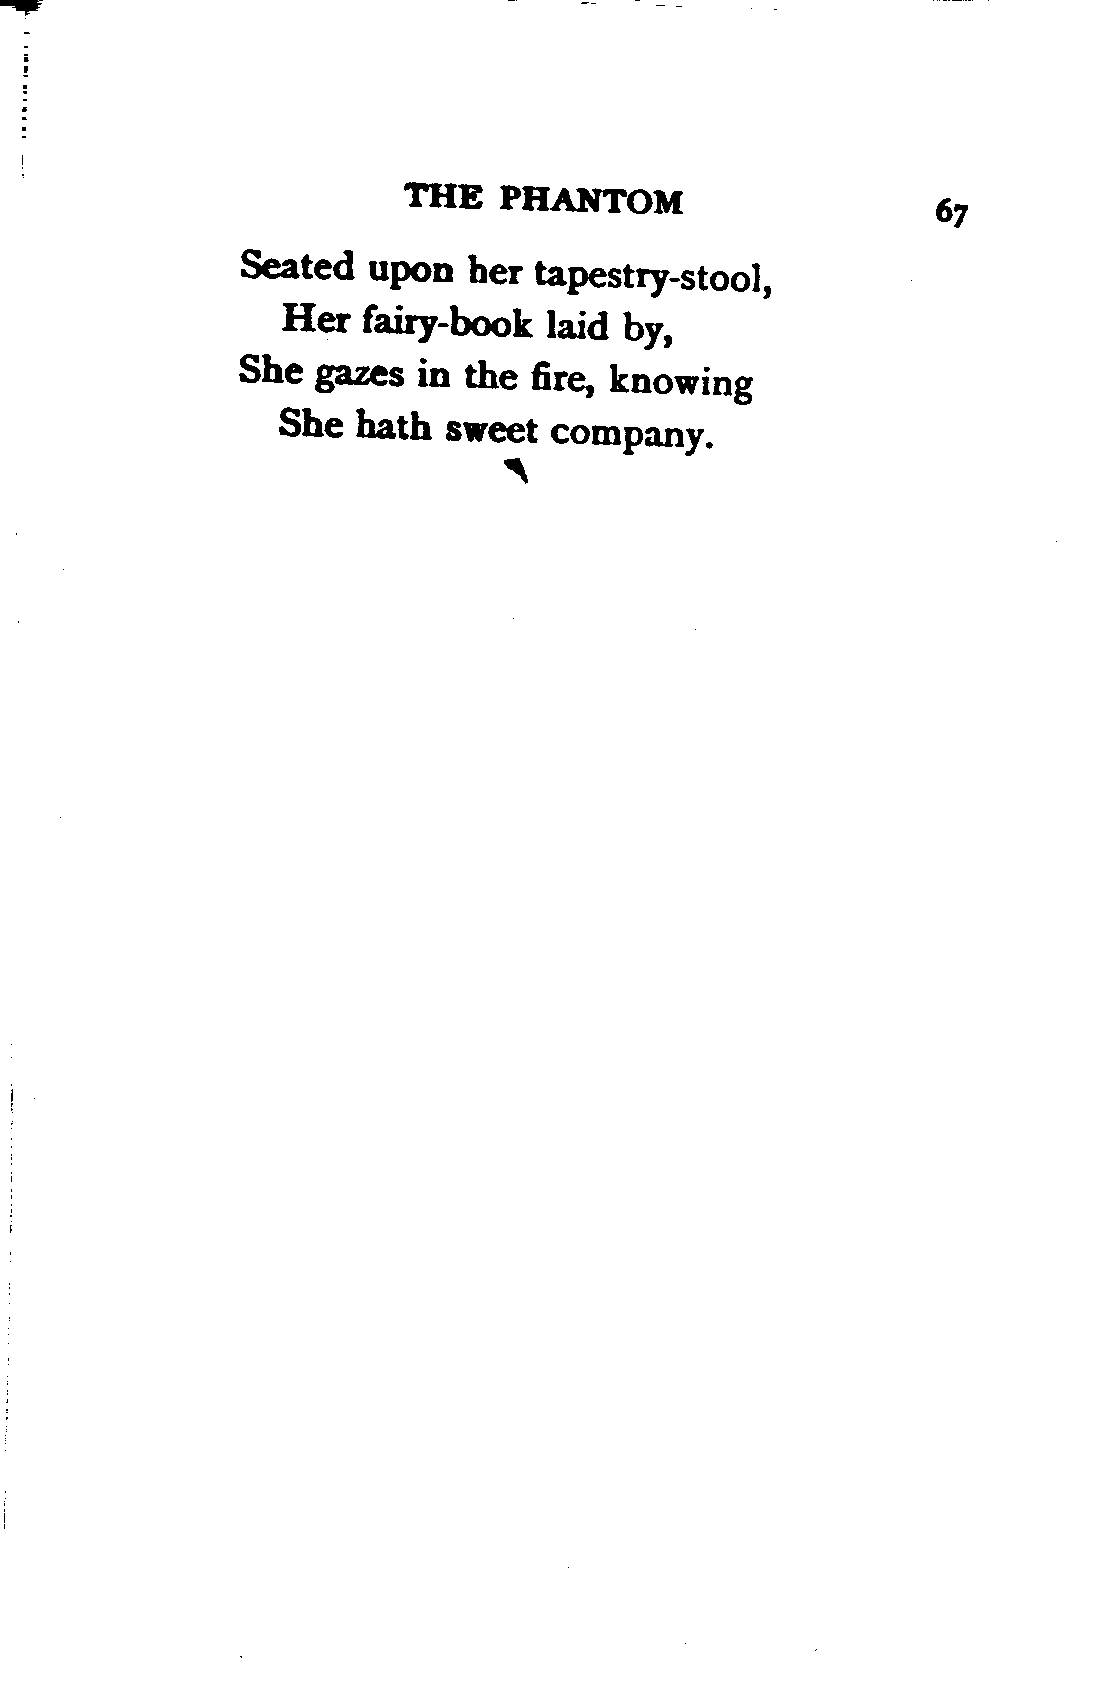 THE PHANTOM 67
Seated upon her tapestry-stool,
Her fairy-book laid by,
She gazes in the fire, knowing
She hath sweet company.